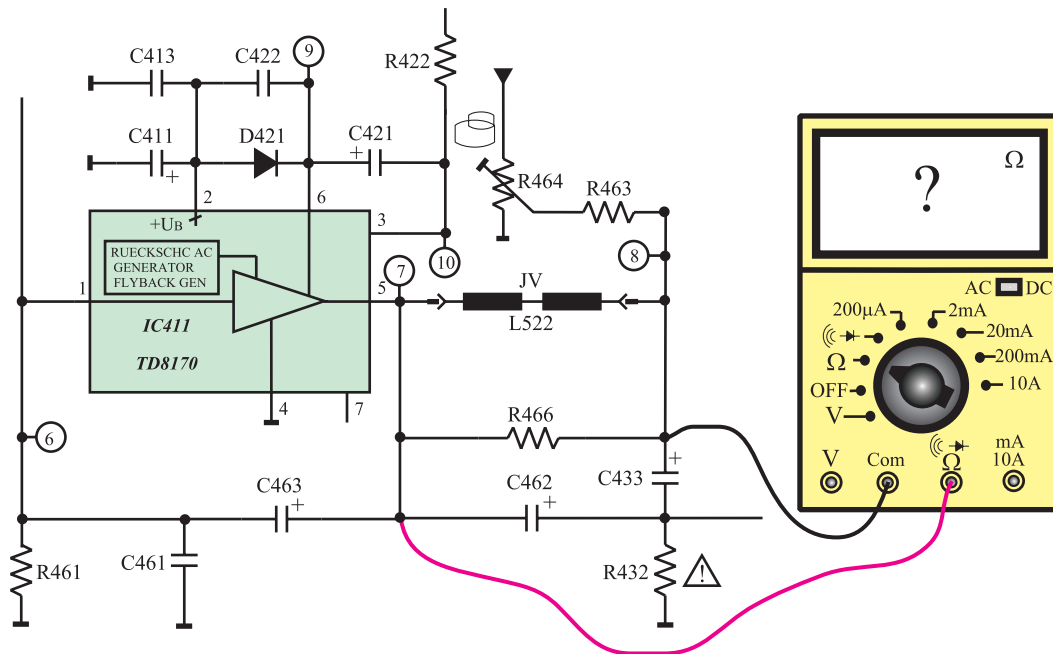 C413
C422
9
R422
C411
D421
C421
+
+
2
6
R464
R463
+UB
3
8
10
7
RUECKSCHC AC
GENERATOR
FLYBACK GEN
1
5
JV
L522
IC411
TD8170
4
7
6
R466
C433
+
C463
+
C462
+
R461
C461
R432
!
?
Ω
AC
DC
200µA
2mA
20mA
200mA
10A
Ω
OFF
V
V
Com
Ω
mA
10A